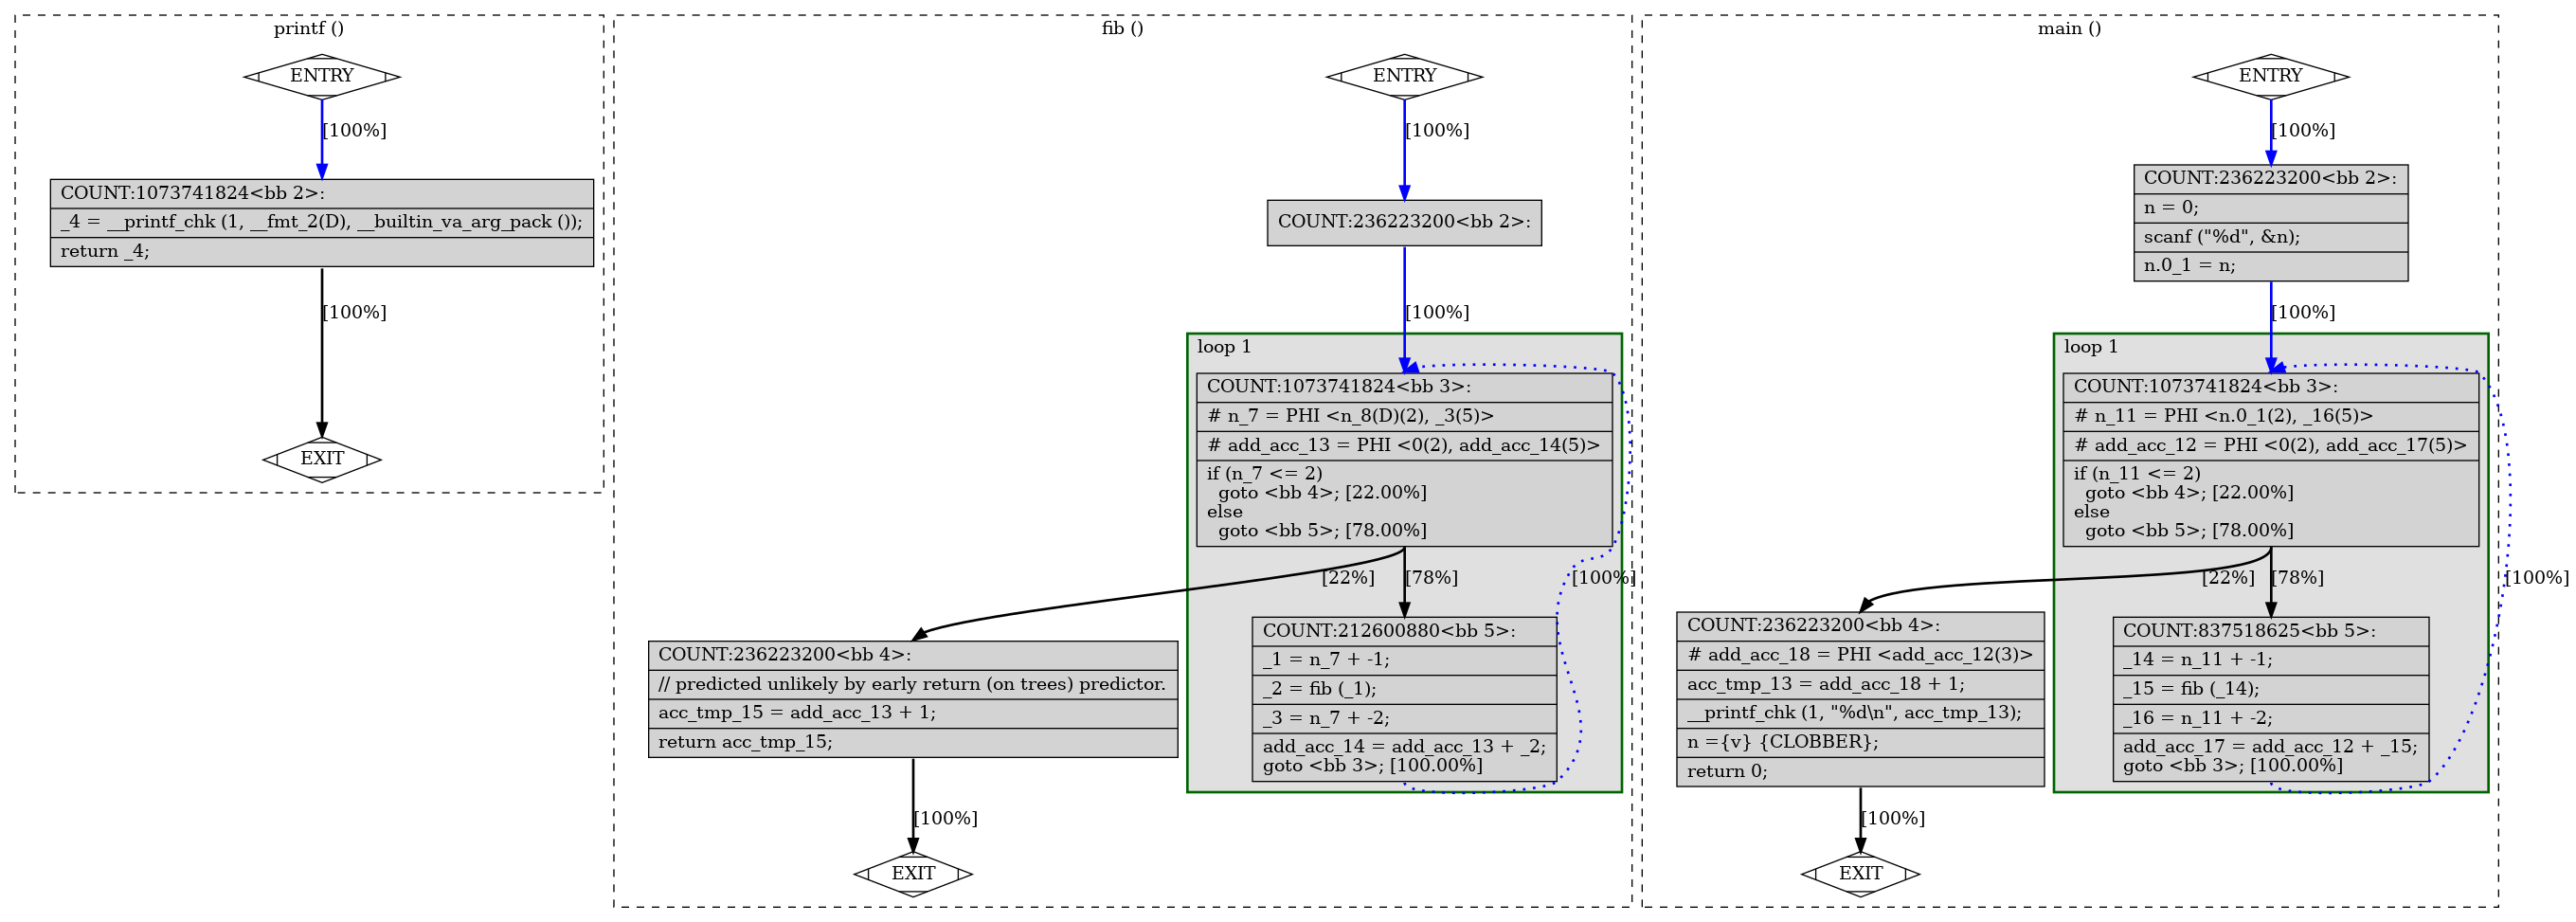 printf ()
ENTRY
[100%]
COUNT:1073741824<bb 2>:
_4 = __printf_chk (1, __fmt_2(D), __builtin_va_arg_pack ());
return _4;
[100%]
EXIT
fib ()
ENTRY
[100%]
COUNT:236223200<bb 2>:
[100%]
loop 1
COUNT:1073741824<bb 3>:
# n_7 = PHI <n_8(D)(2), _3(5)>
# add_acc_13 = PHI <0(2), add_acc_14(5)>
if (n_7 <= 2)
goto <bb 4>; [22.00%]
else
goto <bb 5>; [78.00%]
[22%]
[78%]
[100%]
COUNT:236223200<bb 4>:
// predicted unlikely by early return (on trees) predictor.
acc_tmp_15 = add_acc_13 + 1;
return acc_tmp_15;
COUNT:212600880<bb 5>:
_1 = n_7 + -1;
_2 = fib (_1);
_3 = n_7 + -2;
add_acc_14 = add_acc_13 + _2;
goto <bb 3>; [100.00%]
[100%]
EXIT
main ()
ENTRY
[100%]
COUNT:236223200<bb 2>:
n = 0;
scanf ("%d", &n);
n.0_1 = n;
[100%]
loop 1
COUNT:1073741824<bb 3>:
# n_11 = PHI <n.0_1(2), _16(5)>
# add_acc_12 = PHI <0(2), add_acc_17(5)>
if (n_11 <= 2)
goto <bb 4>; [22.00%]
else
goto <bb 5>; [78.00%]
[22%]
[78%]
[100%]
COUNT:236223200<bb 4>:
# add_acc_18 = PHI <add_acc_12(3)>
acc_tmp_13 = add_acc_18 + 1;
__printf_chk (1, "%d\n", acc_tmp_13);
n ={v} {CLOBBER};
return 0;
COUNT:837518625<bb 5>:
_14 = n_11 + -1;
_15 = fib (_14);
_16 = n_11 + -2;
add_acc_17 = add_acc_12 + _15;
goto <bb 3>; [100.00%]
[100%]
EXIT